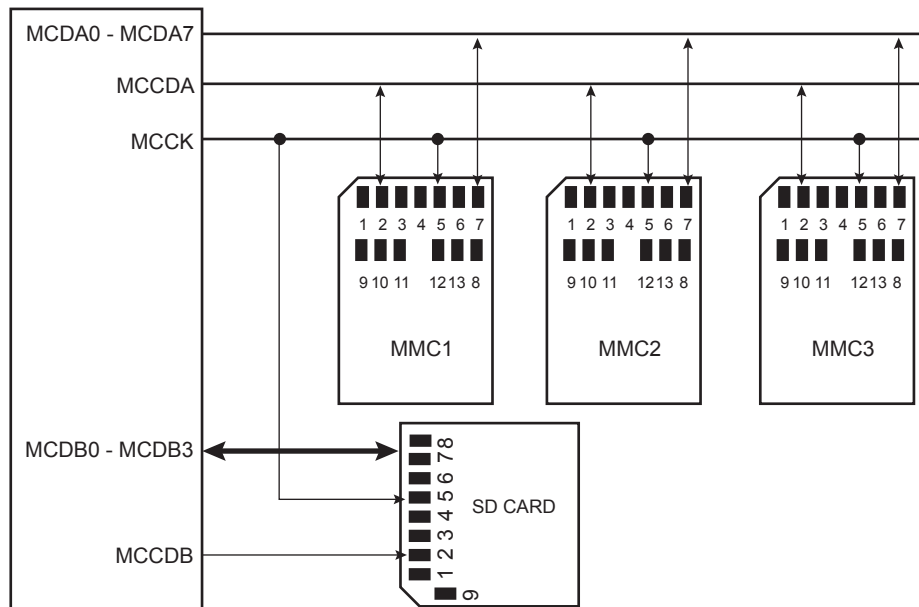 MCDA0 - MCDA7
MCCDA
MCCK
1 2 3 4 5 6 7
9 10 11 12 13 8
MMC1
1 2 3 4 5 6 7
9 10 11 12 13 8
MMC2
1 2 3 4 5 6 7
9 10 11 12 13 8
MMC3
MCDB0 - MCDB3
MCCDB
1 2 3 4 5 6 7 8
9
SD CARD